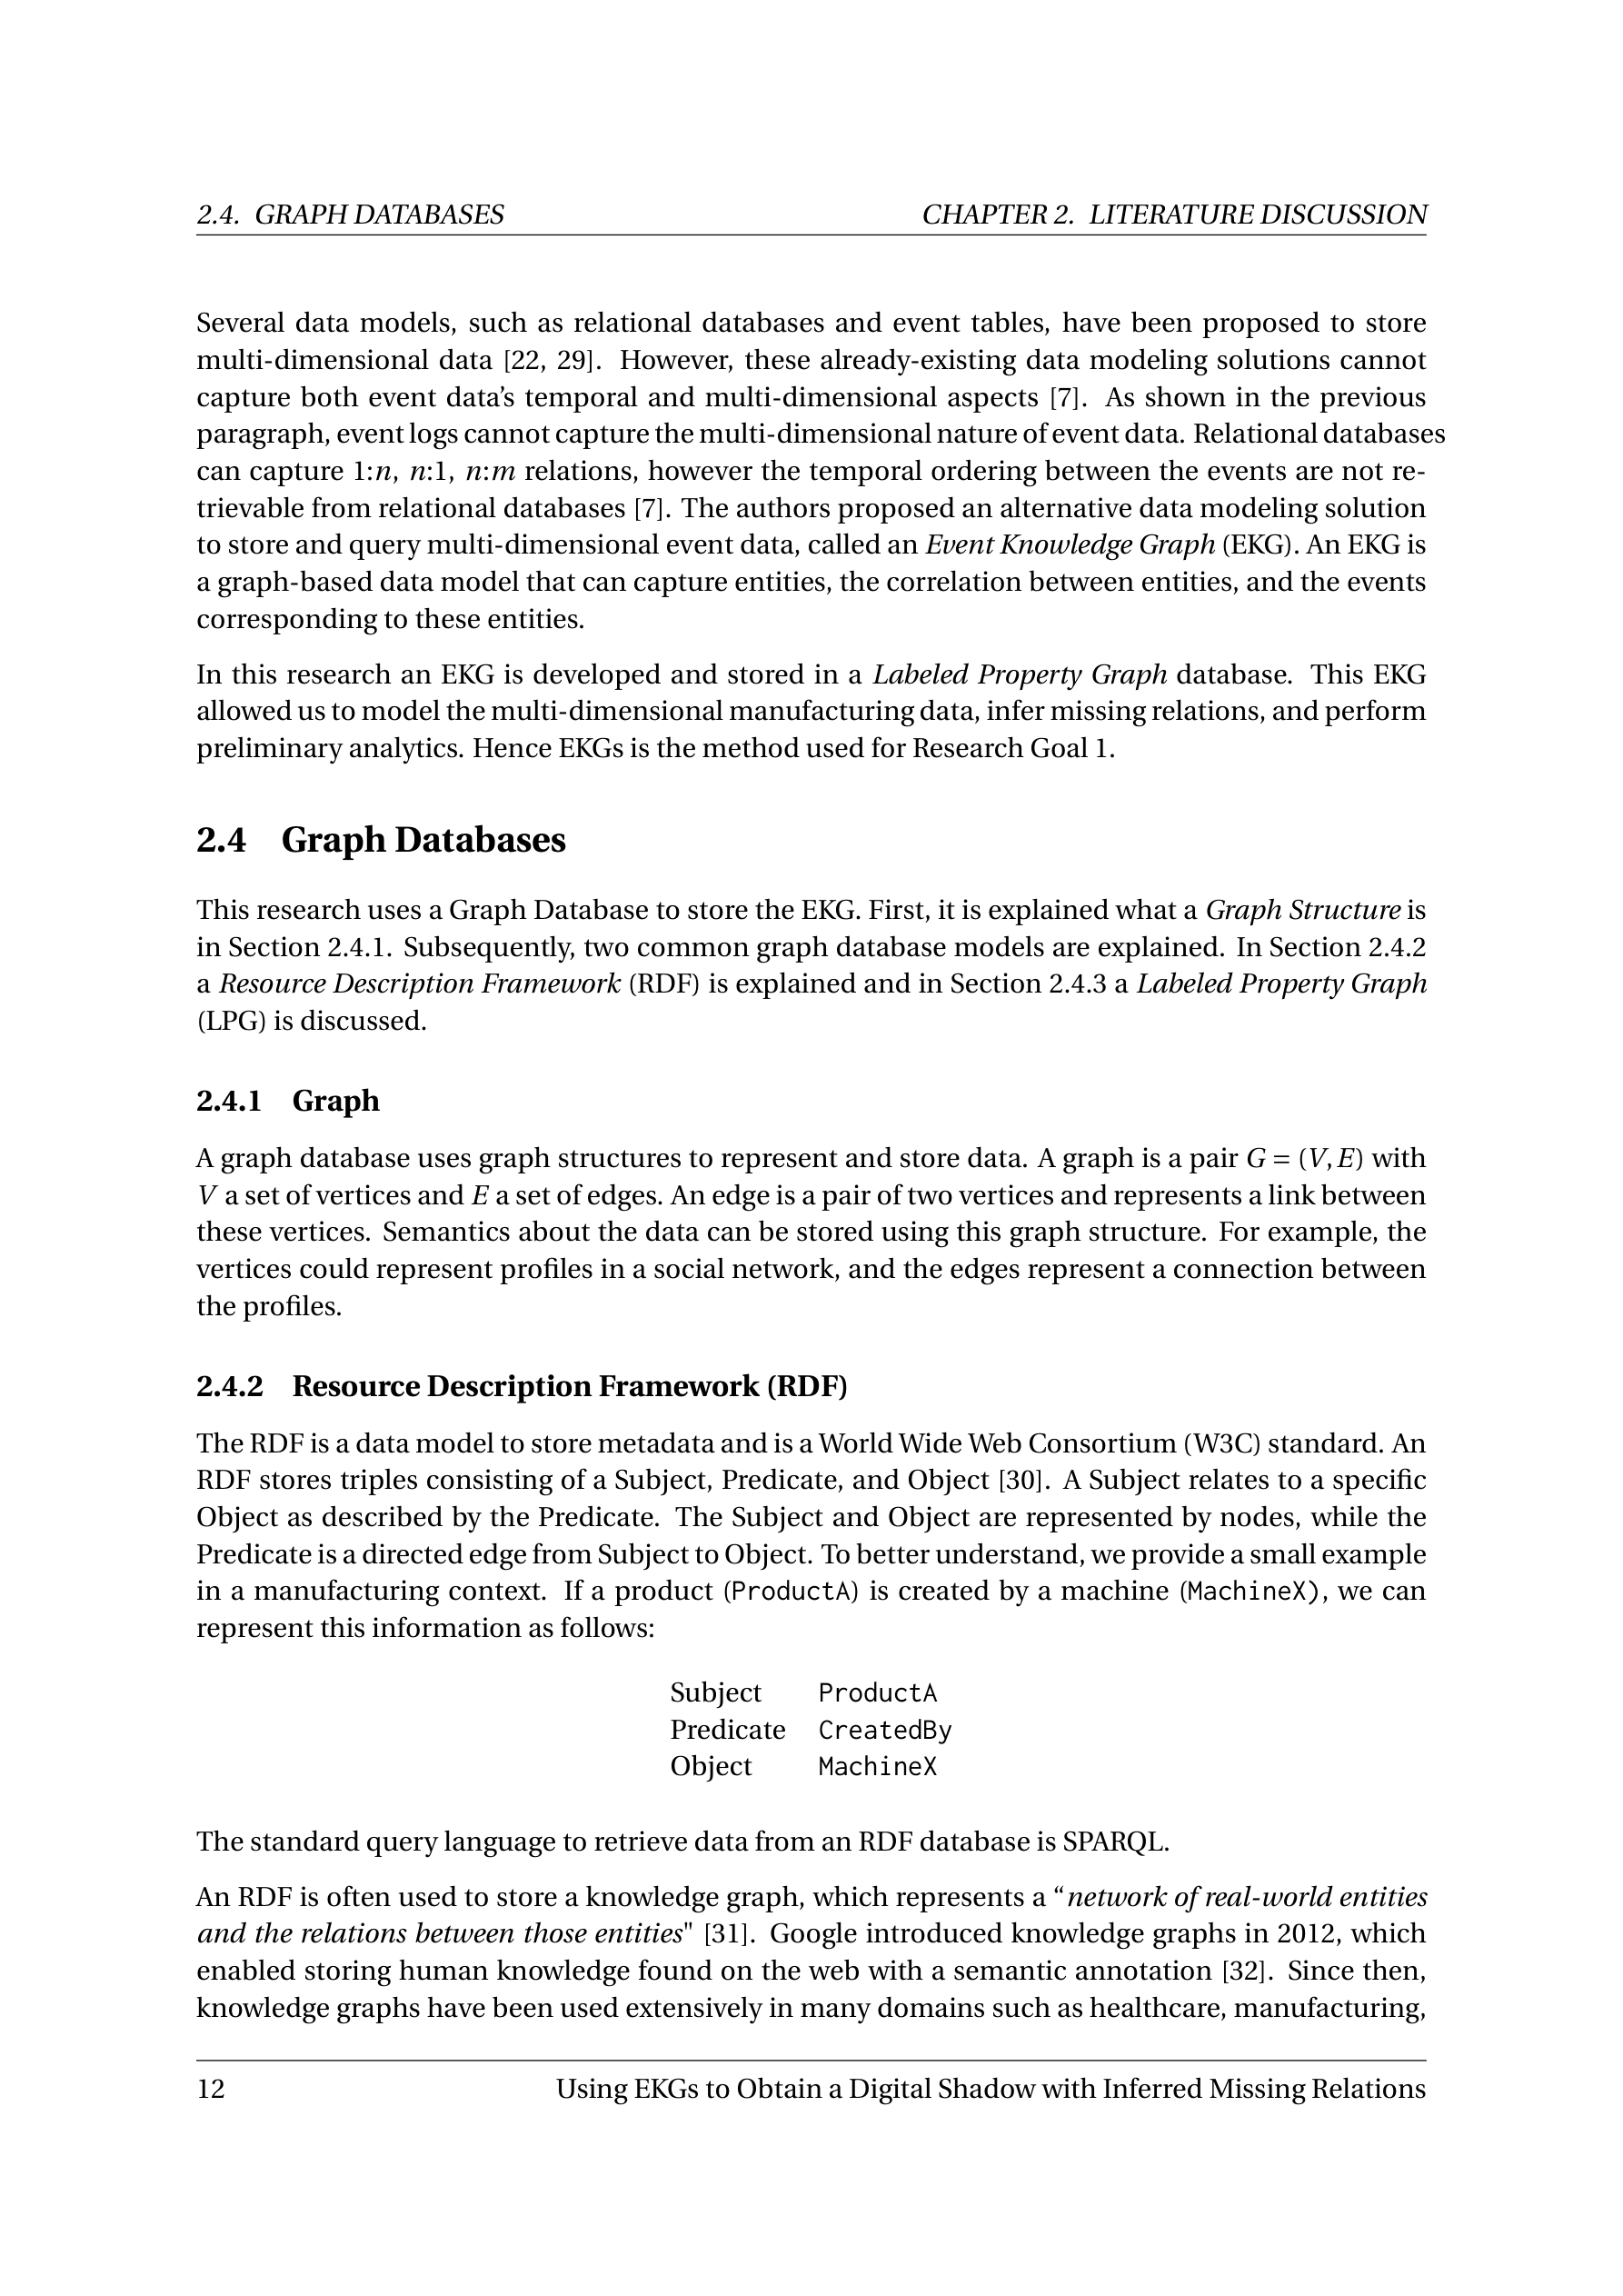 2.4. GRAPH DATABASES CHAPTER 2. LITERATURE DISCUSSION
Several data models, such as relational databases and event tables, have been proposed to store
multi-dimensional data [22, 29]. However, these already-existing data modeling solutions cannot
capture both event data’s temporal and multi-dimensional aspects [7]. As shown in the previous
paragraph, event logs cannot capture the multi-dimensional nature of event data. Relational databases
can capture 1:n, n:1, n:m relations, however the temporal ordering between the events are not re-
trievable from relational databases [7]. The authors proposed an alternative data modeling solution
to store and query multi-dimensional event data, called an Event Knowledge Graph (EKG). An EKG is
a graph-based data model that can capture entities, the correlation between entities, and the events
corresponding to these entities.
In this research an EKG is developed and stored in a Labeled Property Graph database. This EKG
allowed us to model the multi-dimensional manufacturing data, infer missing relations, and perform
preliminary analytics. Hence EKGs is the method used for Research Goal 1.
2.4 Graph Databases
This research uses a Graph Database to store the EKG. First, it is explained what a Graph Structure is
in Section 2.4.1. Subsequently, two common graph database models are explained. In Section 2.4.2
a Resource Description Framework (RDF) is explained and in Section 2.4.3 a Labeled Property Graph
(LPG) is discussed.
2.4.1 Graph
A graph database uses graph structures to represent and store data. A graph is a pair G = (V, E) with
V a set of vertices and E a set of edges. An edge is a pair of two vertices and represents a link between
these vertices. Semantics about the data can be stored using this graph structure. For example, the
vertices could represent profiles in a social network, and the edges represent a connection between
the profiles.
2.4.2 Resource Description Framework (RDF)
The RDF is a data model to store metadata and is a World Wide Web Consortium (W3C) standard. An
RDF stores triples consisting of a Subject, Predicate, and Object [30]. A Subject relates to a specific
Object as described by the Predicate. The Subject and Object are represented by nodes, while the
Predicate is a directed edge from Subject to Object. To better understand, we provide a small example
in a manufacturing context. If a product (ProductA) is created by a machine (MachineX), we can
represent this information as follows:
Subject ProductA
Predicate CreatedBy
Object MachineX
The standard query language to retrieve data from an RDF database is SPARQL.
An RDF is often used to store a knowledge graph, which represents a “network of real-world entities
and the relations between those entities" [31]. Google introduced knowledge graphs in 2012, which
enabled storing human knowledge found on the web with a semantic annotation [32]. Since then,
knowledge graphs have been used extensively in many domains such as healthcare, manufacturing,
12 Using EKGs to Obtain a Digital Shadow with Inferred Missing Relations